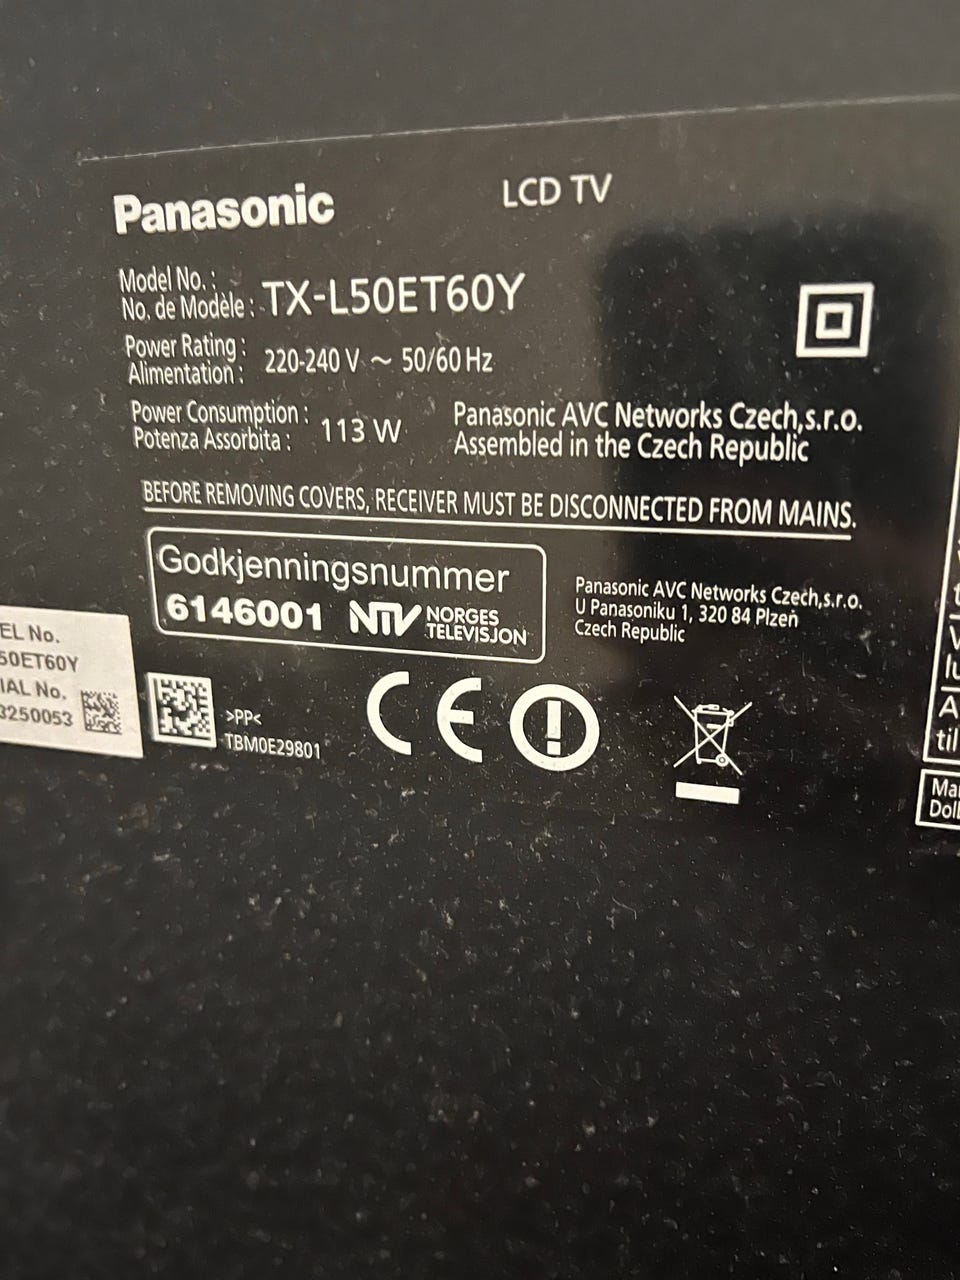 Panasonic
LCD TV
Model No. :
No. de Modèle : TX-L50ET60Y
Power Rating :
Alimentation : 220-240 V ~ 50/60 Hz
Power Consumption :
Potenza Assorbita : 113 W
Panasonic AVC Networks Czech,s.r.o.
Assembled in the Czech Republic
BEFORE REMOVING COVERS, RECEIVER MUST BE DISCONNECTED FROM MAINS.
Godkjenningsnummer
6146001 NTV NORGES
TELEVISJON
Panasonic AVC Networks Czech,s.r.o.
U Panasoniku 1, 320 84 Plzeň
Czech Republic
EL No.
50ET60Y
IAL No.
3250053
>PP<
TBM0E29801
CE
A
til
Ma
Dol